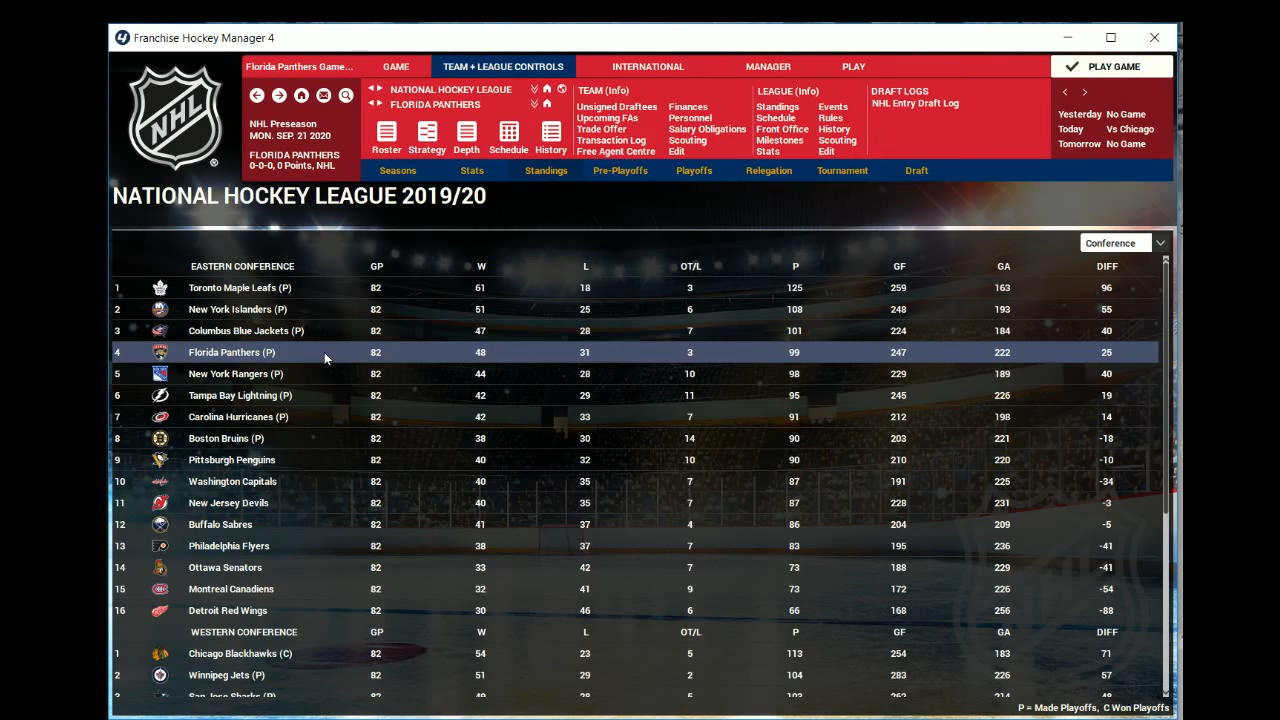 Franchise Hockey Manager 4
Florida Panthers Game... GAME TEAM + LEAGUE CONTROLS INTERNATIONAL MANAGER PLAY PLAY GAME
NHL
NHL Preseason
MON. SEP. 21 2020
FLORIDA PANTHERS
0-0-0, 0 Points, NHL
NATIONAL HOCKEY LEAGUE
FLORIDA PANTHERS
Roster Strategy Depth Schedule History
TEAM (Info)
Unsigned Draftees Finances
Upcoming FAs Personnel
Trade Offer Salary Obligations
Transaction Log Scouting
Free Agent Centre Edit
LEAGUE (Info)
Standings Events
Schedule Rules
Front Office History
Milestones Scouting
Stats Edit
DRAFT LOGS
NHL Entry Draft Log
Yesterday No Game
Today Vs Chicago
Tomorrow No Game
Seasons Stats Standings Pre-Playoffs Playoffs Relegation Tournament Draft
NATIONAL HOCKEY LEAGUE 2019/20
Conference
EASTERN CONFERENCE GP W L OT/L P GF GA DIFF
1 Toronto Maple Leafs (P) 82 61 18 3 125 259 163 96
2 New York Islanders (P) 82 51 25 6 108 248 193 55
3 Columbus Blue Jackets (P) 82 47 28 7 101 224 184 40
4 Florida Panthers (P) 82 48 31 3 99 247 222 25
5 New York Rangers (P) 82 44 28 10 98 229 189 40
6 Tampa Bay Lightning (P) 82 42 29 11 95 245 226 19
7 Carolina Hurricanes (P) 82 42 33 7 91 212 198 14
8 Boston Bruins (P) 82 38 30 14 90 203 221 -18
9 Pittsburgh Penguins 82 40 32 10 90 210 220 -10
10 Washington Capitals 82 40 35 7 87 191 225 -34
11 New Jersey Devils 82 40 35 7 87 228 231 -3
12 Buffalo Sabres 82 41 37 4 86 204 209 -5
13 Philadelphia Flyers 82 38 37 7 83 195 236 -41
14 Ottawa Senators 82 33 42 7 73 188 229 -41
15 Montreal Canadiens 82 32 41 9 73 172 226 -54
16 Detroit Red Wings 82 30 46 6 66 168 256 -88
WESTERN CONFERENCE GP W L OT/L P GF GA DIFF
1 Chicago Blackhawks (C) 82 54 23 5 113 254 183 71
2 Winnipeg Jets (P) 82 51 29 2 104 283 226 57
3 San Jose Sharks (P) 82 49 28 5 103 262 214 48
P = Made Playoffs, C Won Playoffs